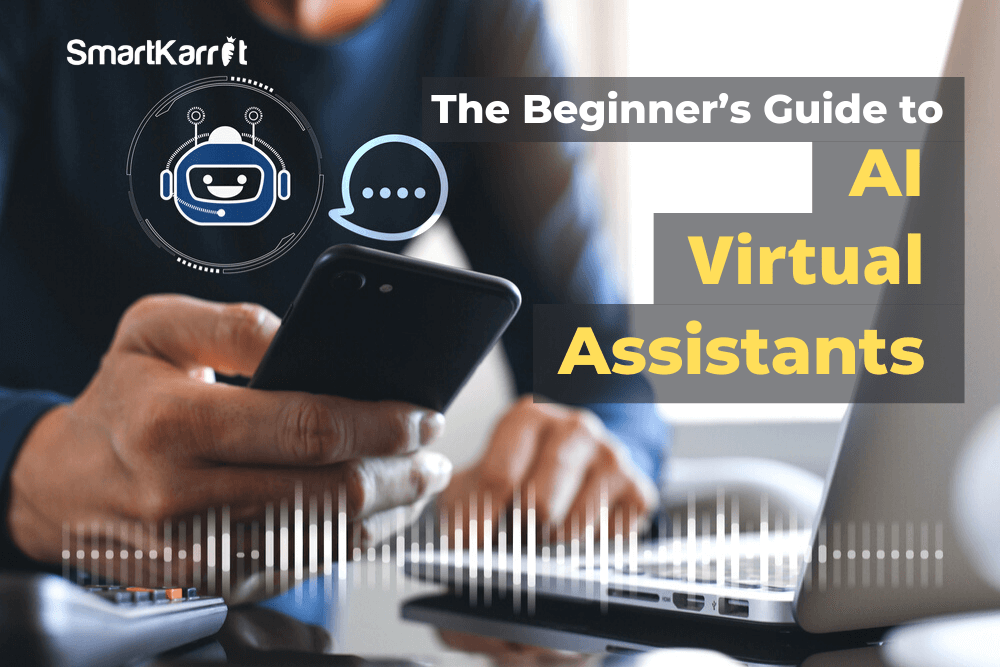 SmartKarrot
The Beginner’s Guide to
AI
Virtual
Assistants